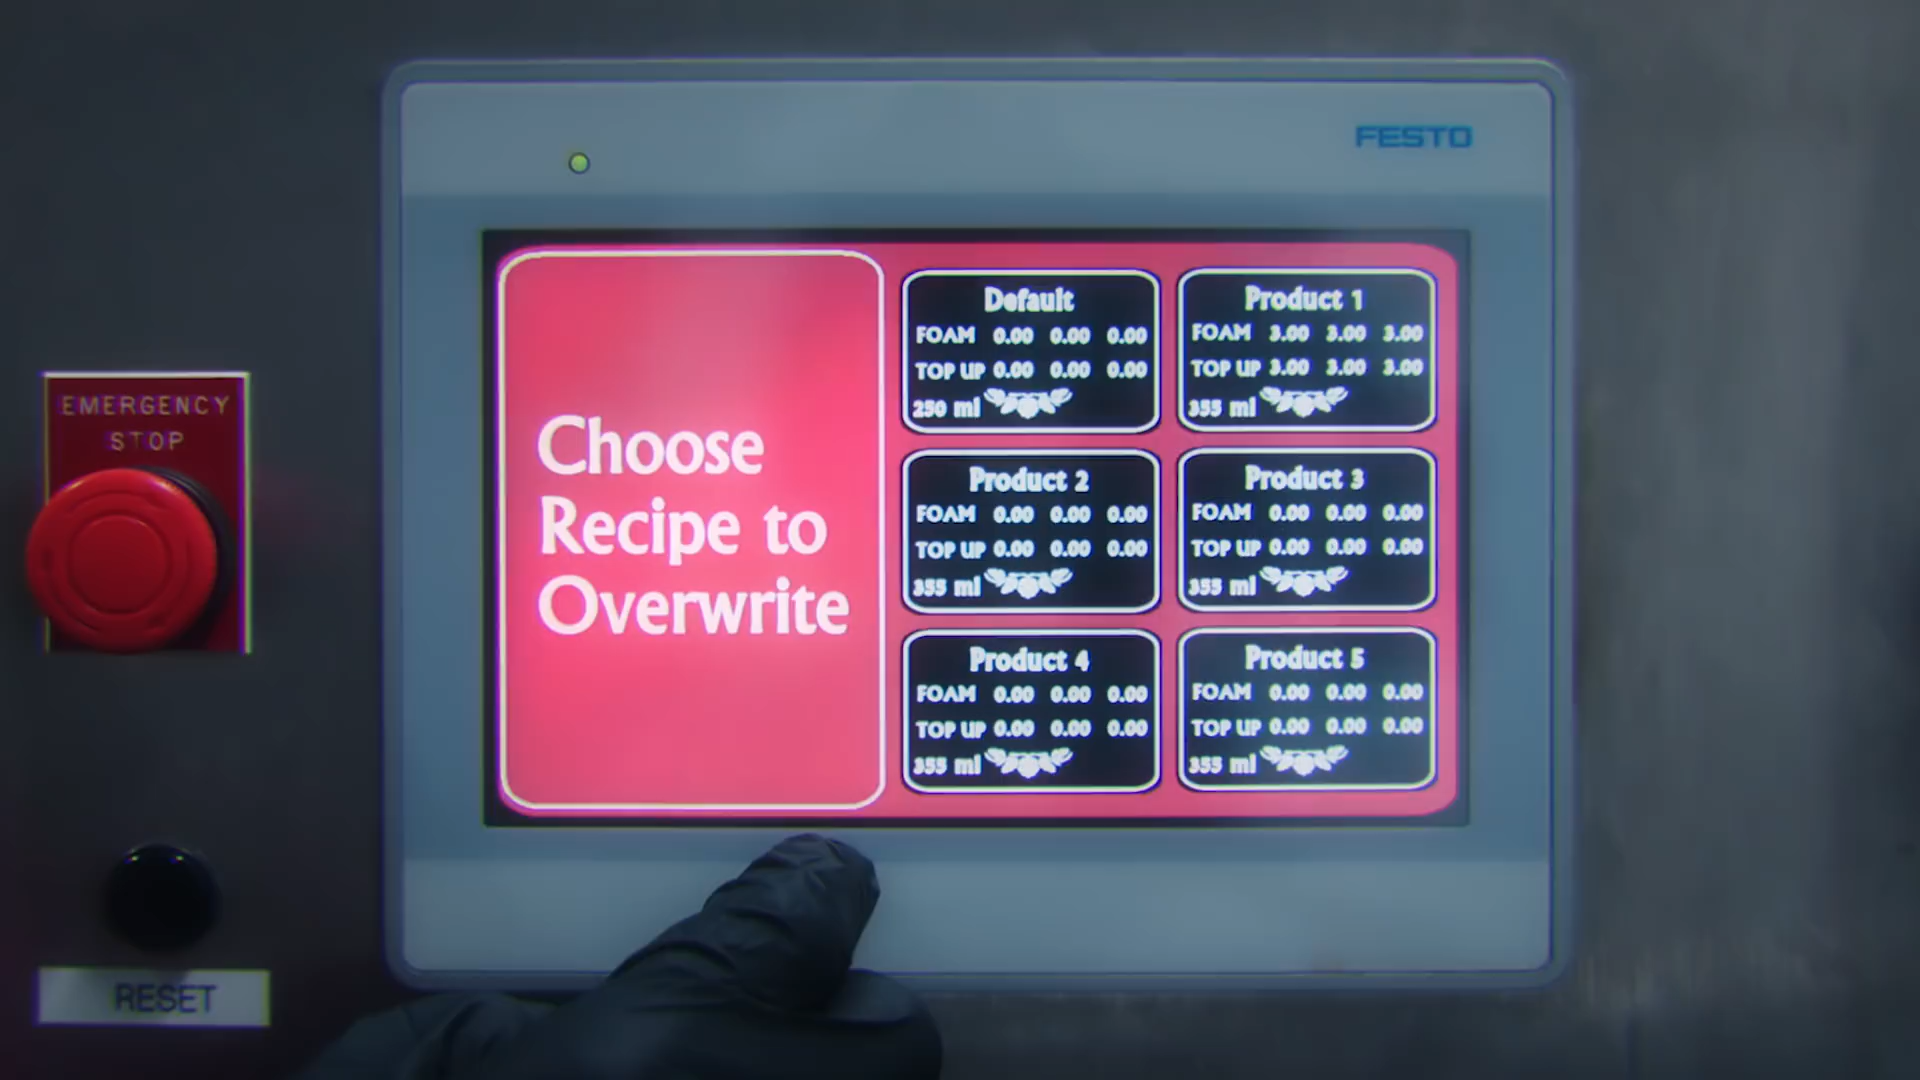 FESTO
EMERGENCY
STOP
RESET
Choose
Recipe to
Overwrite
Default
FOAM 0.00 0.00 0.00
TOP UP 0.00 0.00 0.00
250 ml
Product 1
FOAM 3.00 3.00 3.00
TOP UP 3.00 3.00 3.00
355 ml
Product 2
FOAM 0.00 0.00 0.00
TOP UP 0.00 0.00 0.00
355 ml
Product 3
FOAM 0.00 0.00 0.00
TOP UP 0.00 0.00 0.00
355 ml
Product 4
FOAM 0.00 0.00 0.00
TOP UP 0.00 0.00 0.00
355 ml
Product 5
FOAM 0.00 0.00 0.00
TOP UP 0.00 0.00 0.00
355 ml